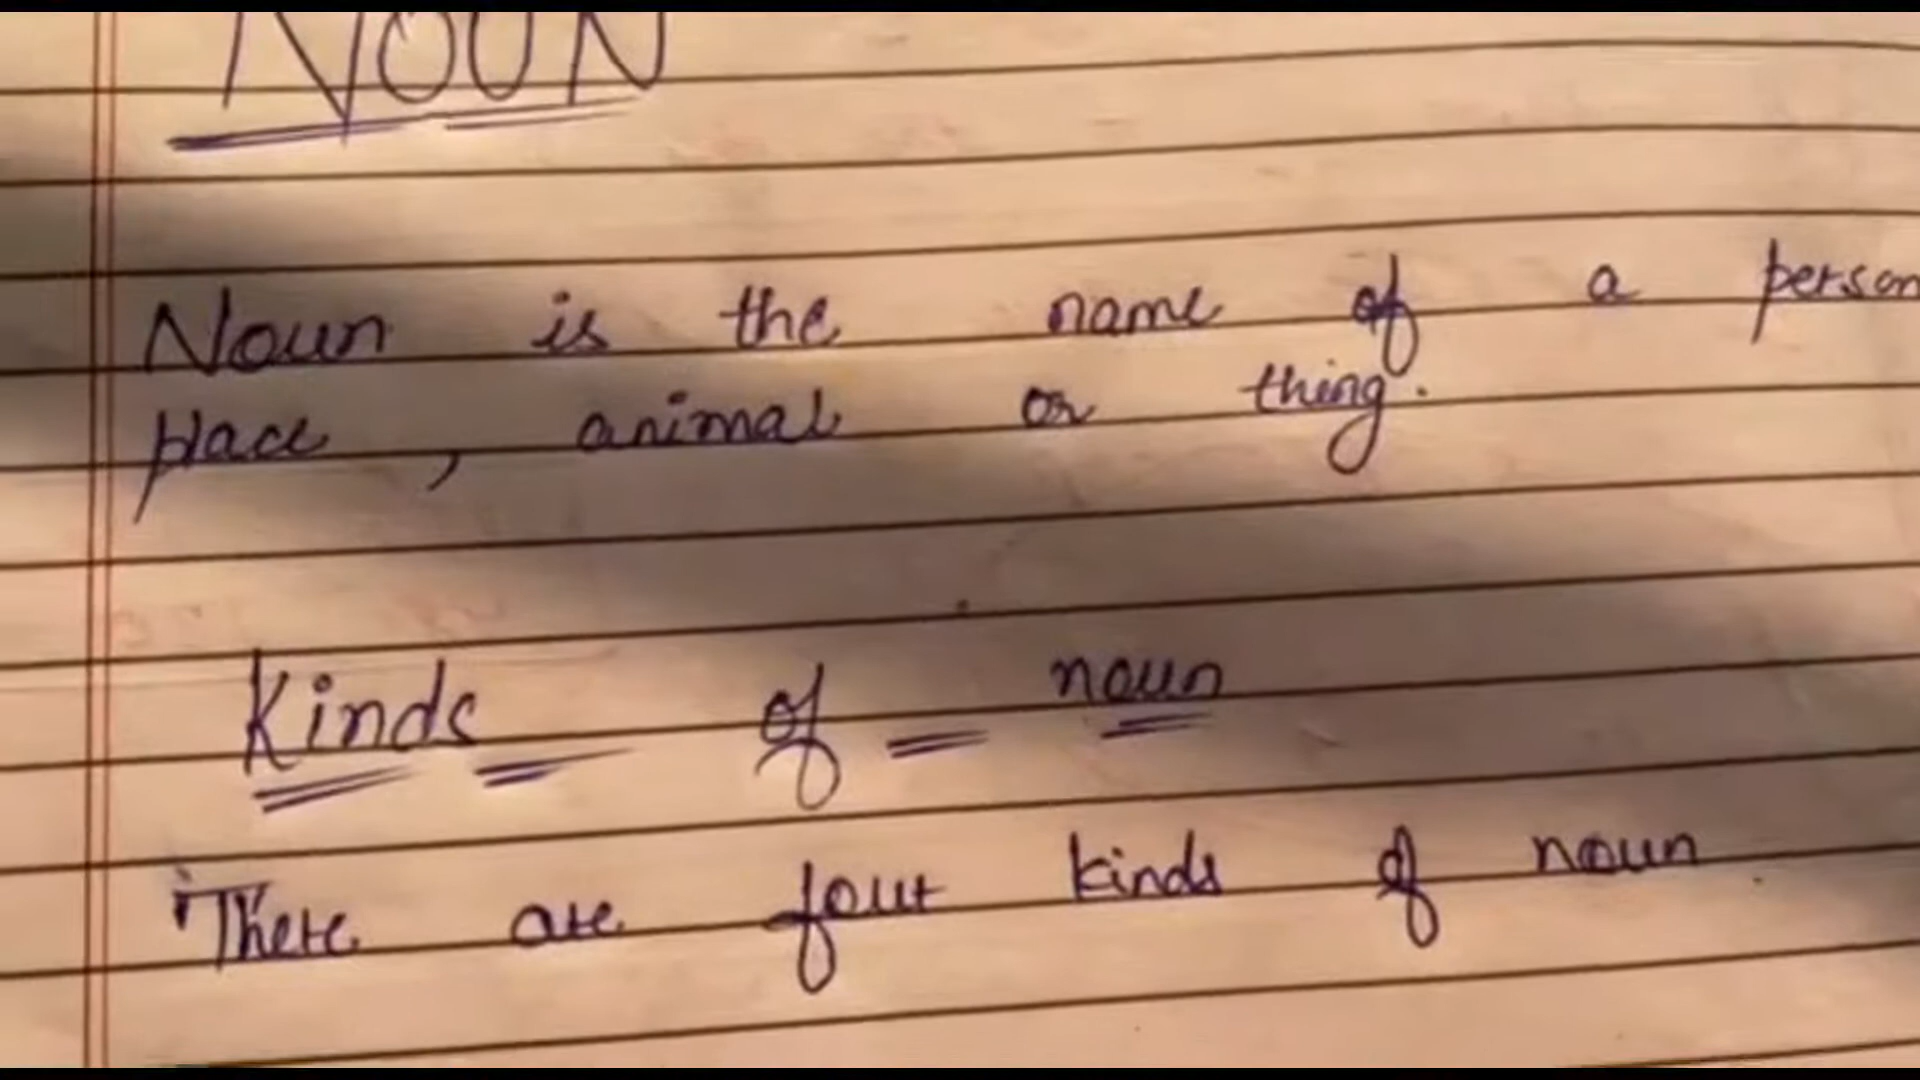 NOUN
Noun is the name of a person
place , animal or thing.
Kinds of noun
There are four kinds of noun